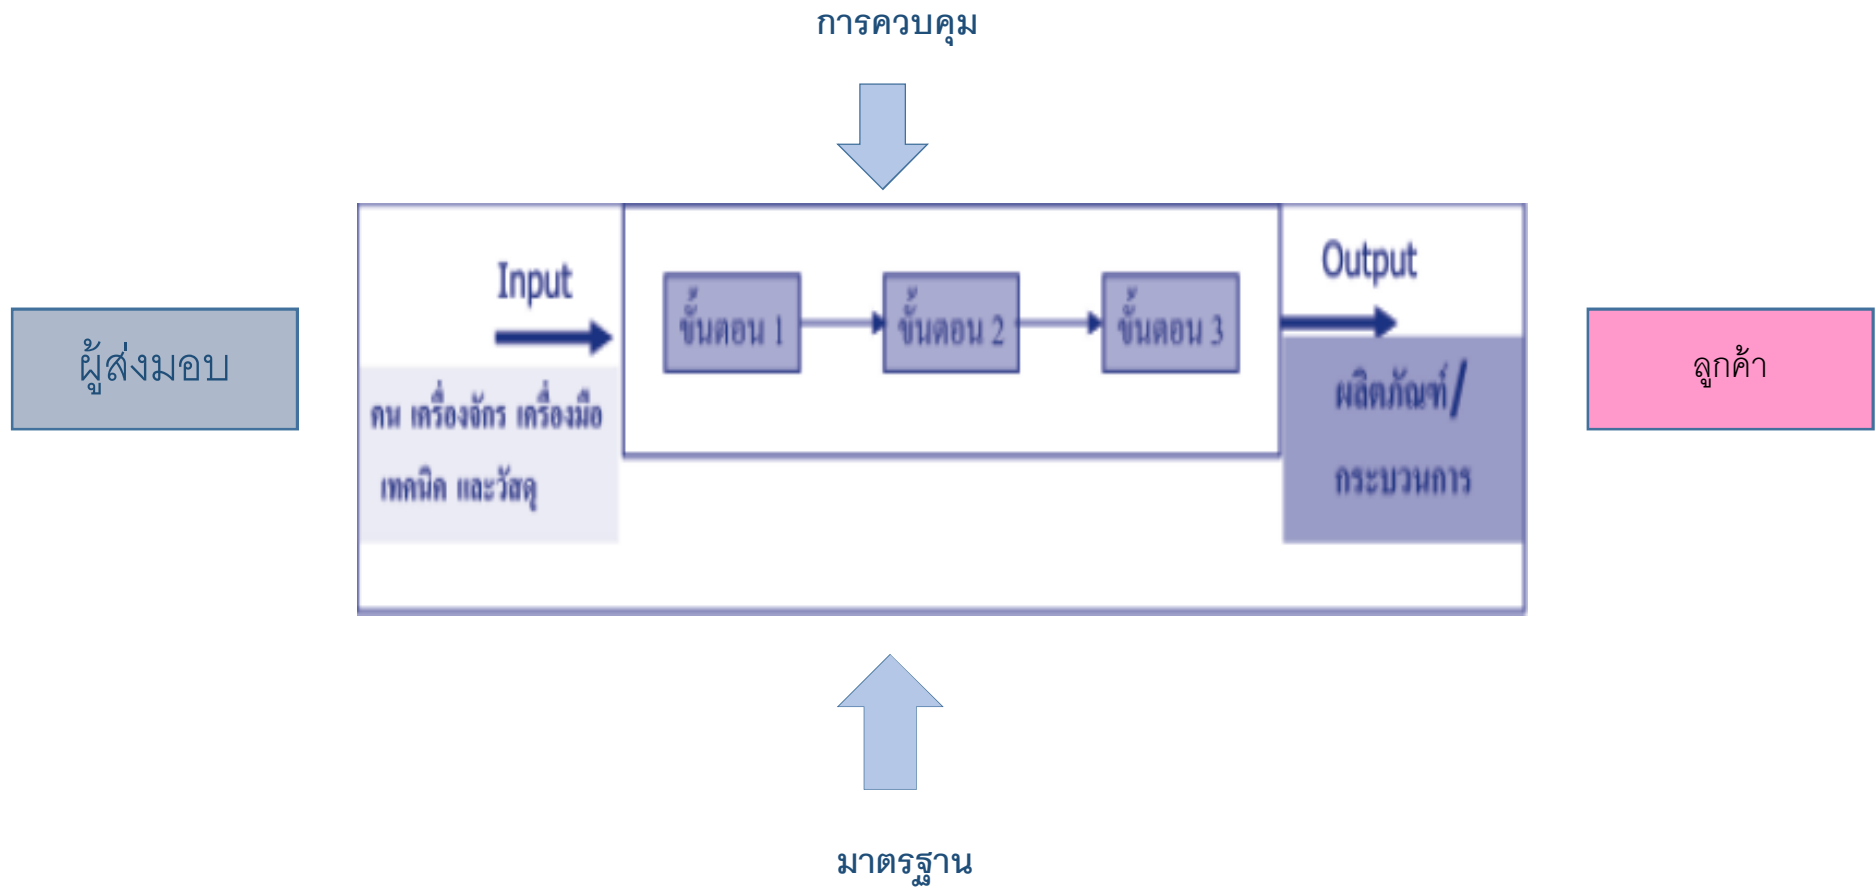 การควบคุม
Input
Output
ขั้นตอน 1
ขั้นตอน 2
ขั้นตอน 3
ผู้ส่งมอบ
ลูกค้า
คน เครื่องจักร เครื่องมือ
เทคนิค และวัสดุ
ผลิตภัณฑ์/
กระบวนการ
มาตรฐาน